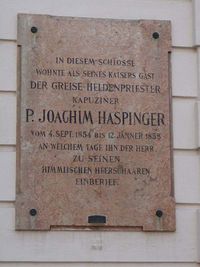 IN DIESEM SCHLOSSE
WOHNTE ALS SEINES KAISERS GAST
DER GREISE HELDENPRIESTER
KAPUZINER
P. JOACHIM HASPINGER
VOM 4. SEPT. 1854 BIS 12. JÄNNER 1858
AN WELCHEM TAGE IHN DER HERR
ZU SEINEN
HIMMLISCHEN HEERSCHAAREN
EINBERIEF.